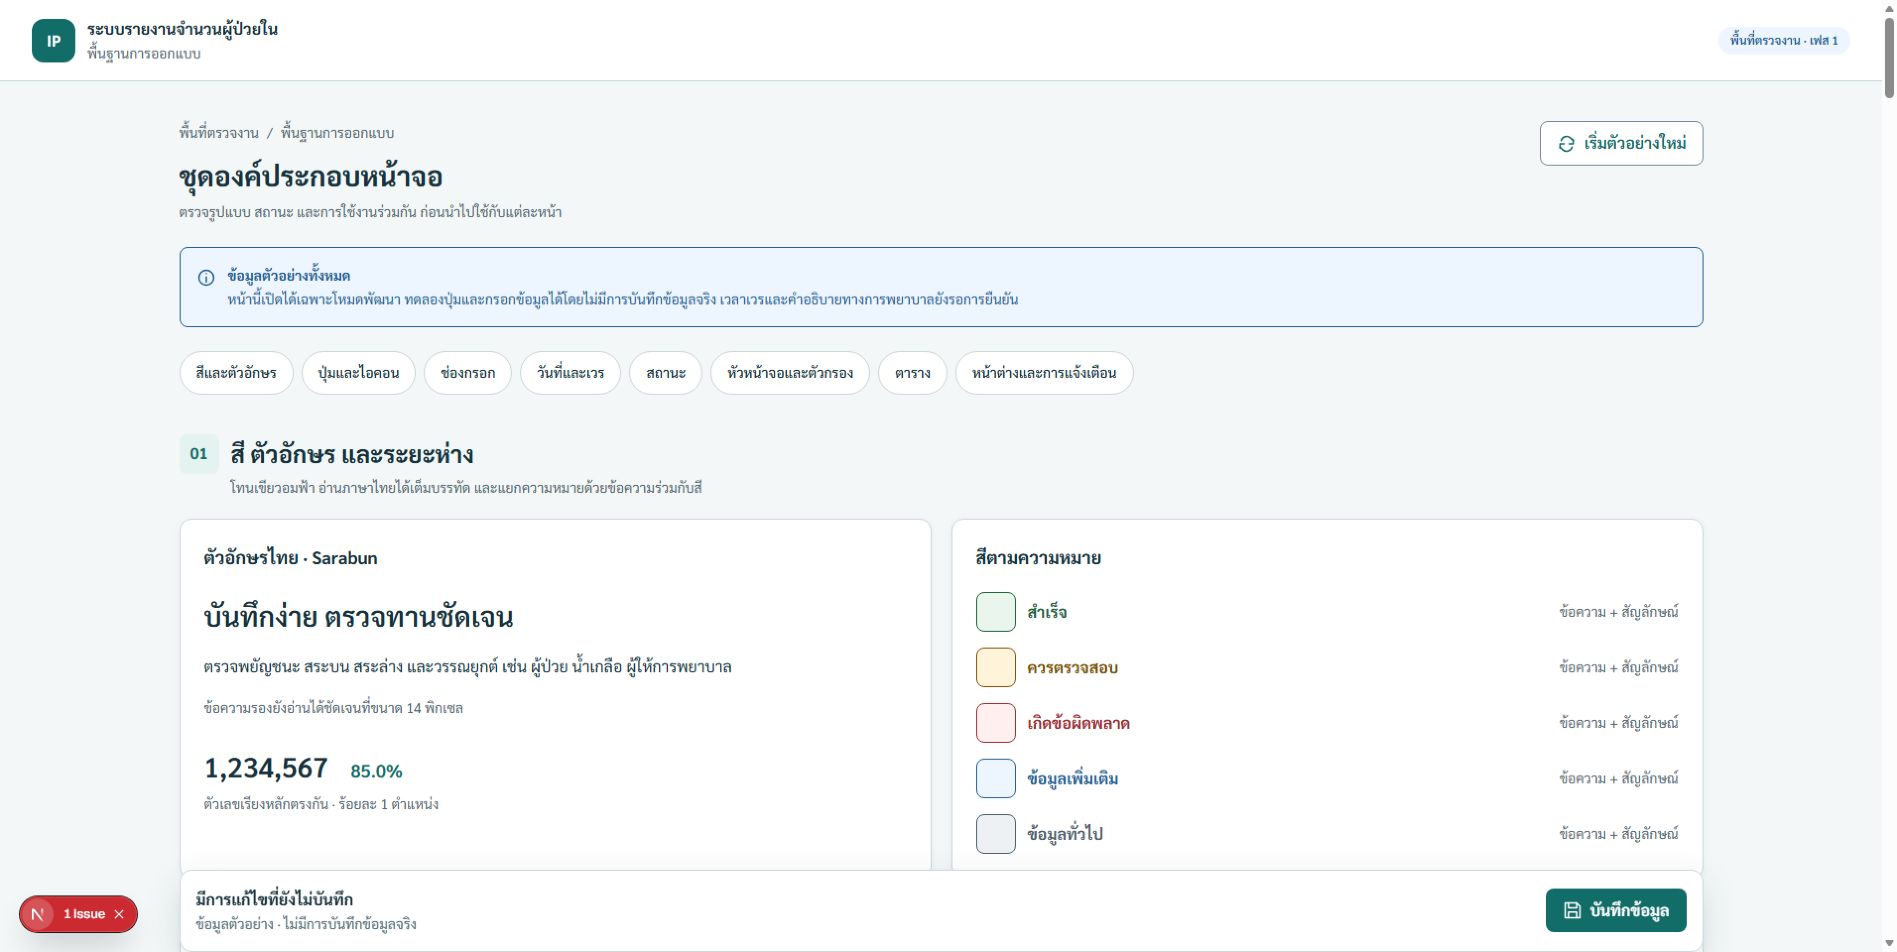 IP
ระบบรายงานจำนวนผู้ป่วยใน
พื้นฐานการออกแบบ
พื้นที่ตรวจงาน · เฟส 1
พื้นที่ตรวจงาน / พื้นฐานการออกแบบ
ชุดองค์ประกอบหน้าจอ
ตรวจรูปแบบ สถานะ และการใช้งานร่วมกัน ก่อนนำไปใช้กับแต่ละหน้า
เริ่มตัวอย่างใหม่
ข้อมูลตัวอย่างทั้งหมด
หน้านี้เปิดได้เฉพาะโหมดพัฒนา ทดลองปุ่มและกรอกข้อมูลได้โดยไม่มีการบันทึกข้อมูลจริง เวลาเวรและคำอธิบายทางการพยาบาลยังรอการยืนยัน
สีและตัวอักษร
ปุ่มและไอคอน
ช่องกรอก
วันที่และเวร
สถานะ
หัวหน้าจอและตัวกรอง
ตาราง
หน้าต่างและการแจ้งเตือน
01
สี ตัวอักษร และระยะห่าง
โทนเขียวอมฟ้า อ่านภาษาไทยได้เต็มบรรทัด และแยกความหมายด้วยข้อความร่วมกับสี
ตัวอักษรไทย · Sarabun
บันทึกง่าย ตรวจทานชัดเจน
ตรวจพยัญชนะ สระบน สระล่าง และวรรณยุกต์ เช่น ผู้ป่วย น้ำเกลือ ผู้ให้การพยาบาล
ข้อความรองยังอ่านได้ชัดเจนที่ขนาด 14 พิกเซล
1,234,567 85.0%
ตัวเลขเรียงหลักตรงกัน · ร้อยละ 1 ตำแหน่ง
สีตามความหมาย
สำเร็จ ข้อความ + สัญลักษณ์
ควรตรวจสอบ ข้อความ + สัญลักษณ์
เกิดข้อผิดพลาด ข้อความ + สัญลักษณ์
ข้อมูลเพิ่มเติม ข้อความ + สัญลักษณ์
ข้อมูลทั่วไป ข้อความ + สัญลักษณ์
มีการแก้ไขที่ยังไม่บันทึก
ข้อมูลตัวอย่าง · ไม่มีการบันทึกข้อมูลจริง
บันทึกข้อมูล
N 1 Issue